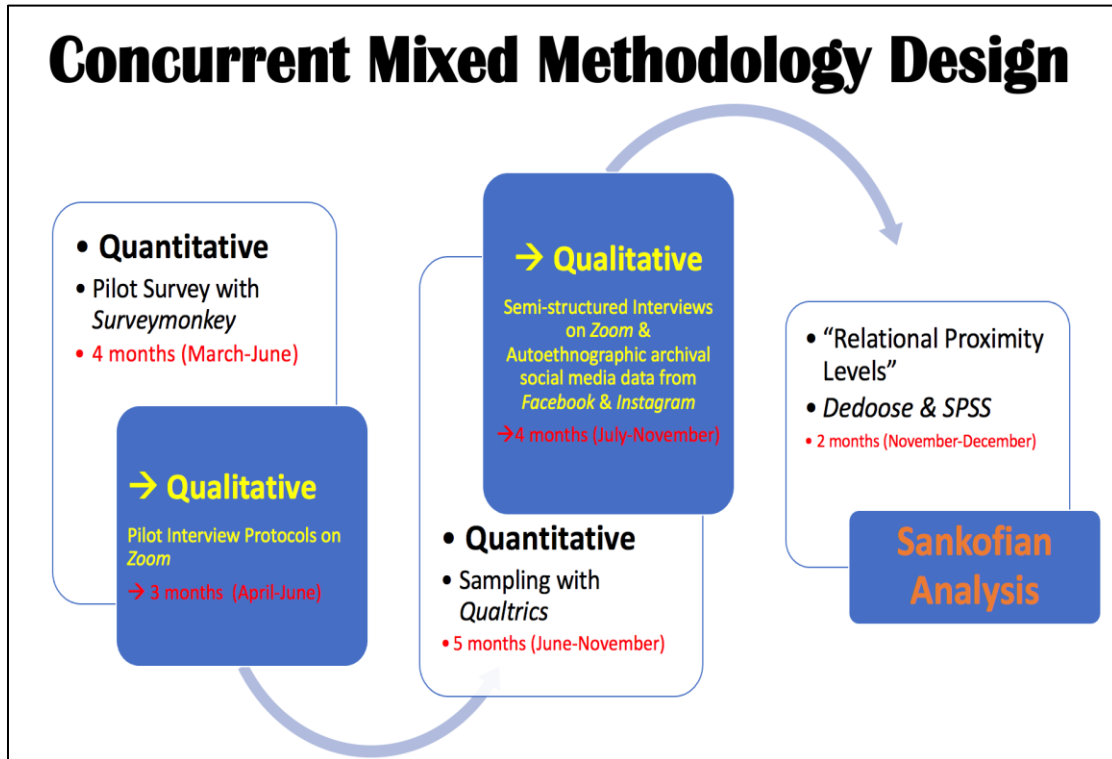 Concurrent Mixed Methodology Design
• Quantitative
• Pilot Survey with
Surveymonkey
• 4 months (March-June)
→ Qualitative
Pilot Interview Protocols on
Zoom
→ 3 months (April-June)
→ Qualitative
Semi-structured Interviews
on Zoom &
Autoethnographic archival
social media data from
Facebook & Instagram
→4 months (July-November)
• Quantitative
• Sampling with
Qualtrics
• 5 months (June-November)
• “Relational Proximity
Levels”
• Dedoose & SPSS
• 2 months (November-December)
Sankofian
Analysis